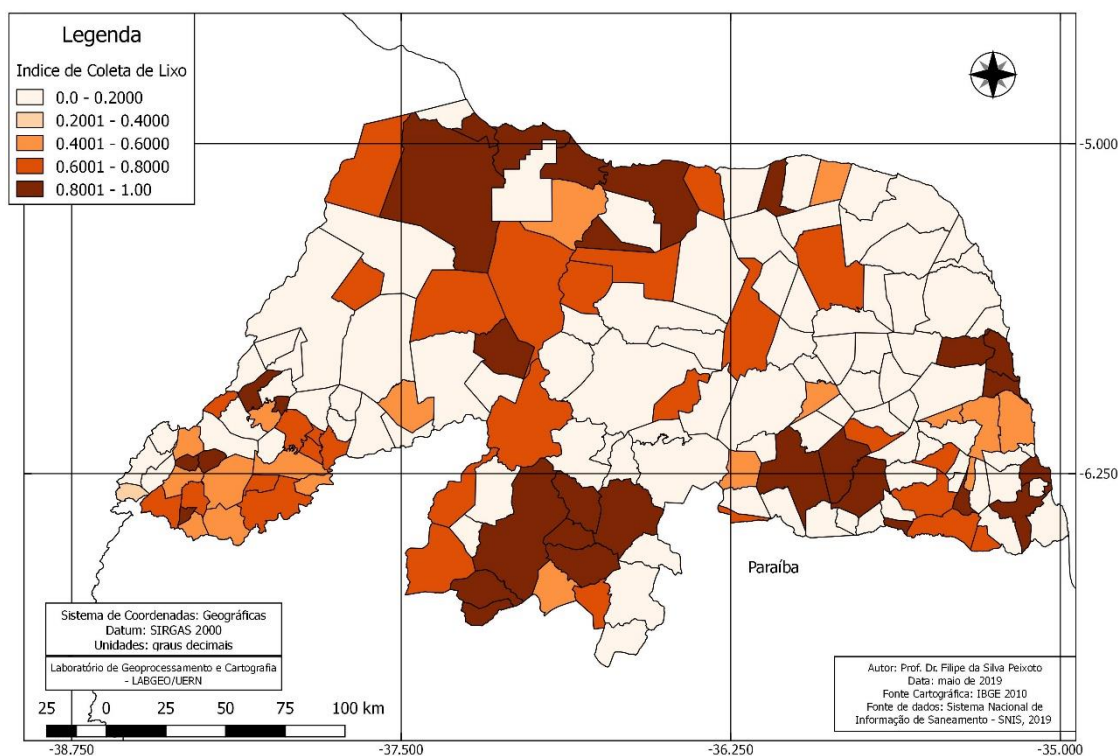 Legenda
Indice de Coleta de Lixo
0.0 - 0.2000
0.2001 - 0.4000
0.4001 - 0.6000
0.6001 - 0.8000
0.8001 - 1.00
-5.000
-6.250
Paraíba
Sistema de Coordenadas: Geográficas
Datum: SIRGAS 2000
Unidades: graus decimais
Laboratório de Geoprocessamento e Cartografia
- LABGEO/UERN
Autor: Prof. Dr. Filipe da Silva Peixoto
Data: maio de 2019
Fonte Cartográfica: IBGE 2010
Fonte de dados: Sistema Nacional de
Informação de Saneamento - SNIS, 2019
25 0 25 50 75 100 km
-38.750 -37.500 -36.250 -35.000